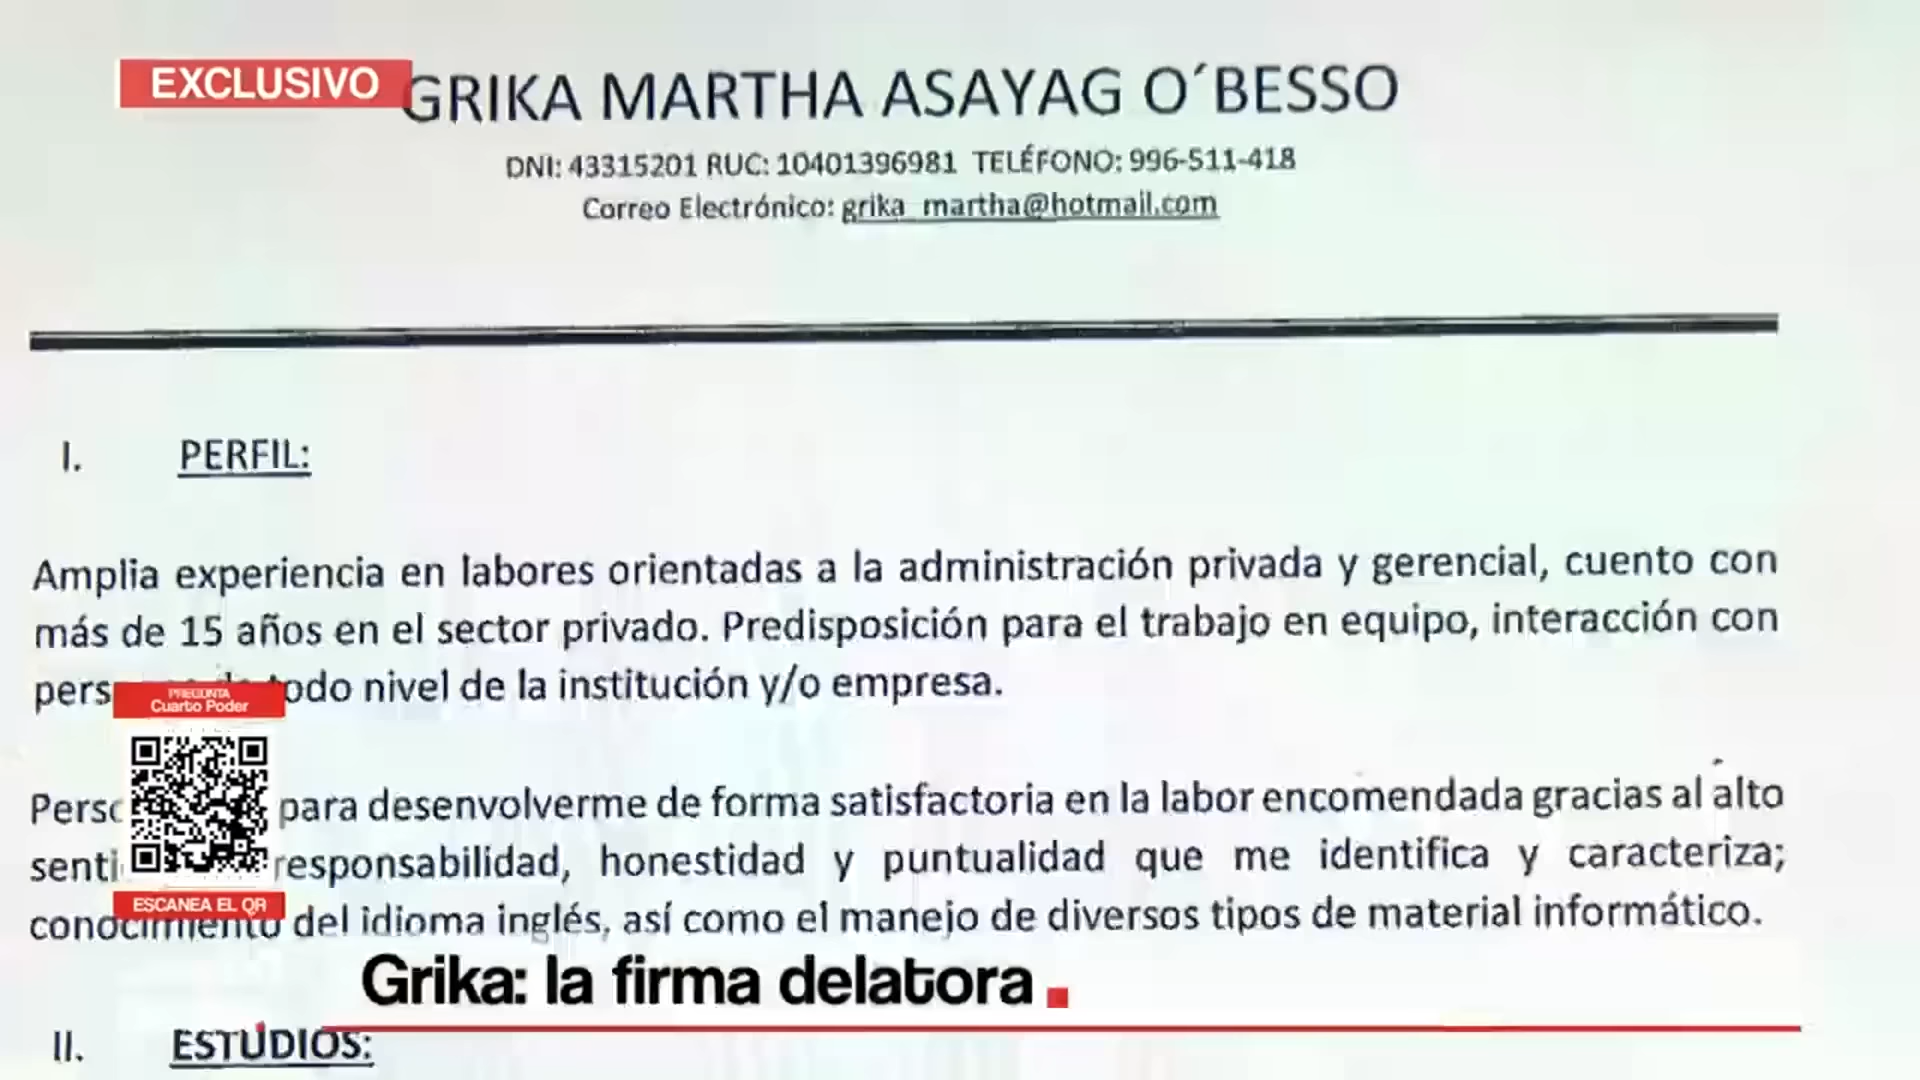 EXCLUSIVO
GRIKA MARTHA ASAYAG O´BESSO
DNI: 43315201 RUC: 10401396981 TELÉFONO: 996-511-418
Correo Electrónico: grika_martha@hotmail.com
I. PERFIL:
Amplia experiencia en labores orientadas a la administración privada y gerencial, cuento con
más de 15 años en el sector privado. Predisposición para el trabajo en equipo, interacción con
pers odo nivel de la institución y/o empresa.
PREGUNTA
Cuarto Poder
Perso para desenvolverme de forma satisfactoria en la labor encomendada gracias al alto
senti responsabilidad, honestidad y puntualidad que me identifica y caracteriza;
ESCANEA EL QR
conocimiento del idioma inglés, así como el manejo de diversos tipos de material informático.
Grika: la firma delatora
II. ESTUDIOS: